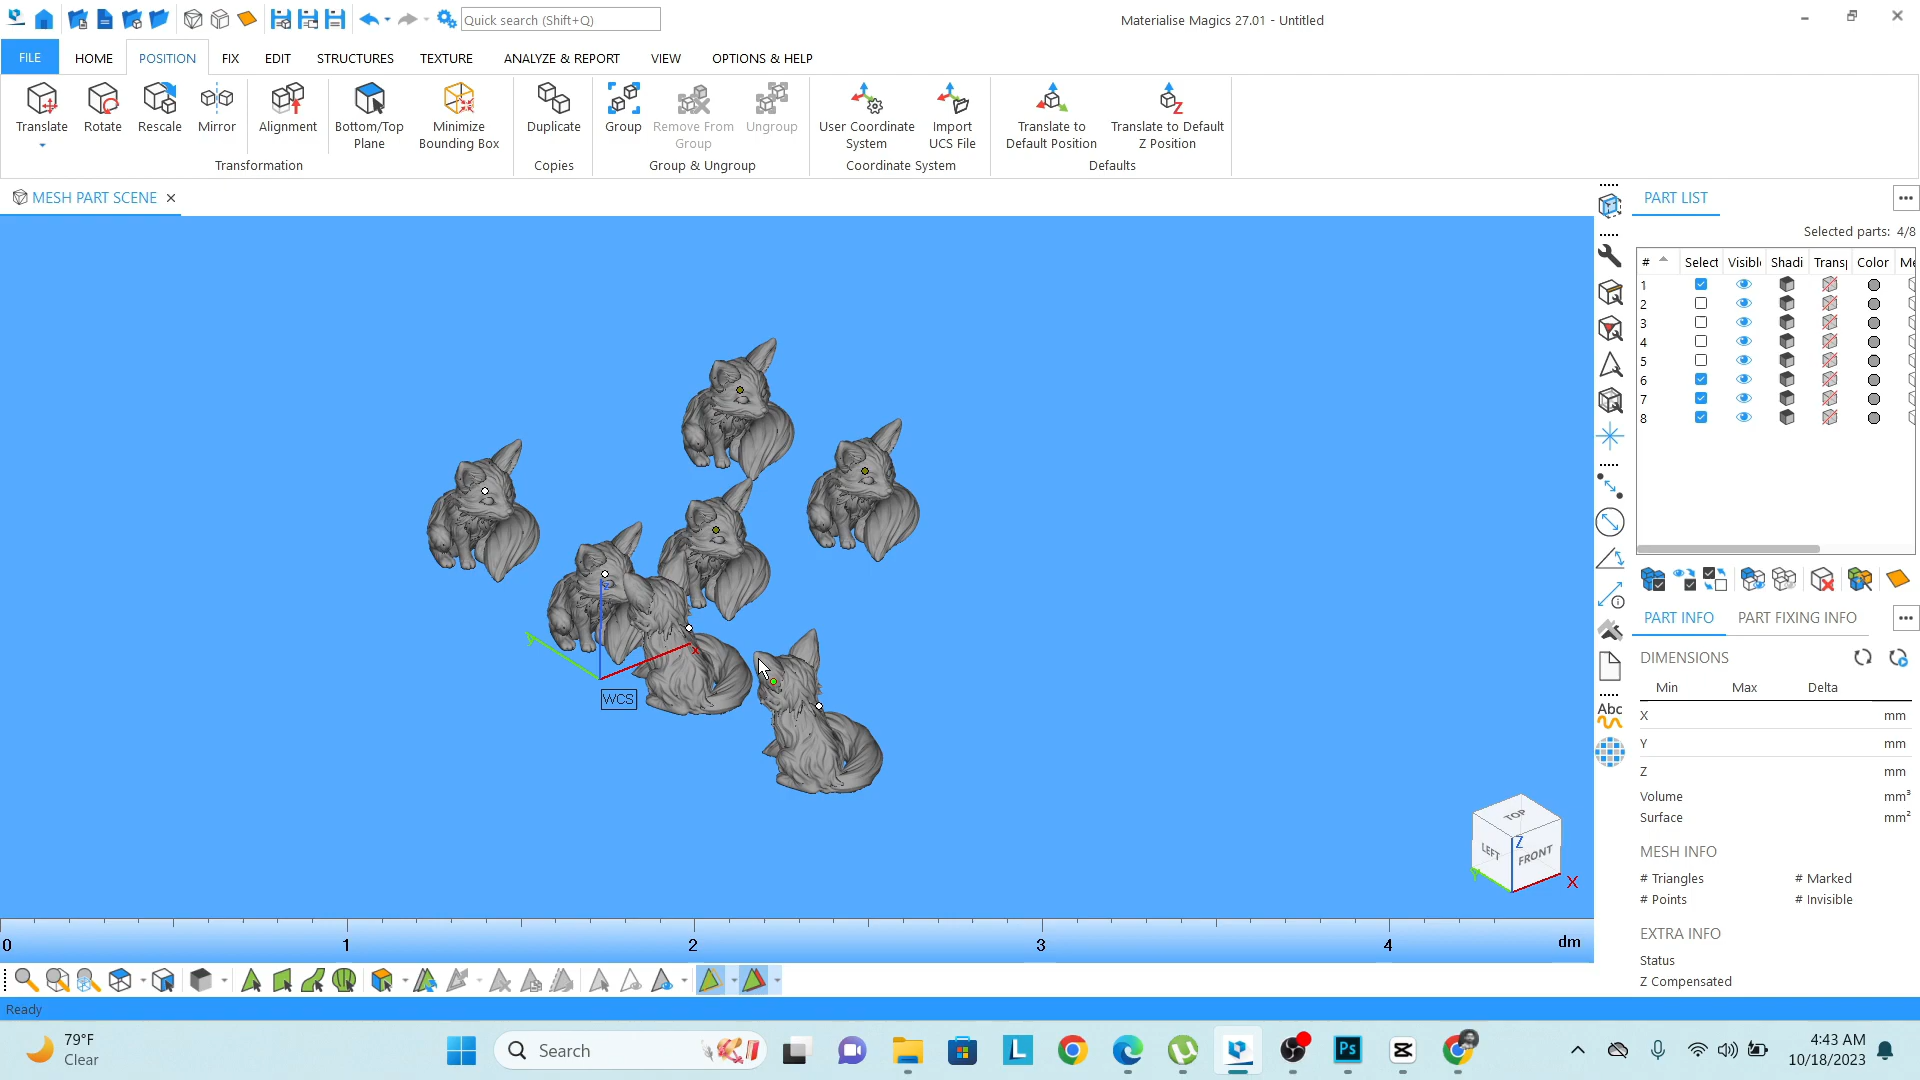 Quick search (Shift+Q)
Materialise Magics 27.01 - Untitled
FILE
HOME
POSITION
FIX
EDIT
STRUCTURES
TEXTURE
ANALYZE & REPORT
VIEW
OPTIONS & HELP
Translate
Rotate
Rescale
Mirror
Alignment
Bottom/Top
Plane
Minimize
Bounding Box
Duplicate
Group
Remove From
Group
Ungroup
User Coordinate
System
Import
UCS File
Translate to
Default Position
Translate to Default
Z Position
Transformation
Copies
Group & Ungroup
Coordinate System
Defaults
MESH PART SCENE
PART LIST
Selected parts: 4/8
# Select Visibl Shadi Transp Color Me
1
2
3
4
5
6
7
8
Z
Y
X
WCS
PART INFO
PART FIXING INFO
DIMENSIONS
Min Max Delta
X mm
Y mm
Z mm
Volume mm³
Surface mm²
MESH INFO
# Triangles # Marked
# Points # Invisible
EXTRA INFO
Status
Z Compensated
Abc
TOP
LEFT
FRONT
Z
Y
X
0 1 2 3 4 dm
Ready
79°F
Clear
Search
L
Ps
4:43 AM
10/18/2023